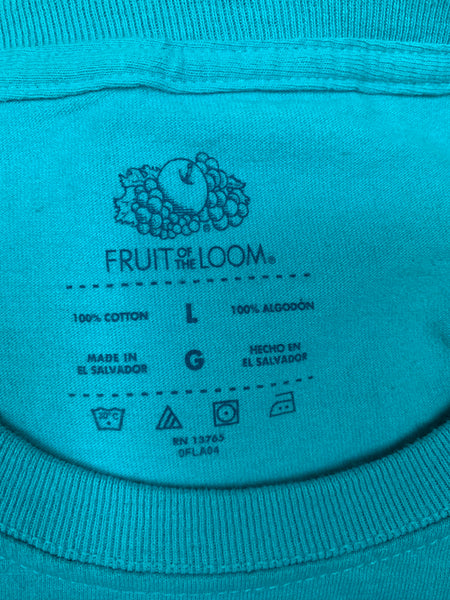 FRUIT OF THE LOOM®
100% COTTON L 100% ALGODÓN
MADE IN EL SALVADOR G HECHO EN EL SALVADOR
RN 13765
0FLA04